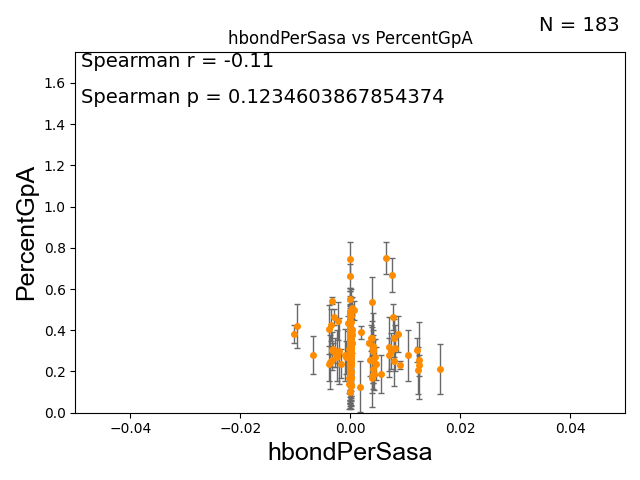 N = 183
hbondPerSasa vs PercentGpA
Spearman r = -0.11
Spearman p = 0.1234603867854374
PercentGpA
1.6
1.4
1.2
1.0
0.8
0.6
0.4
0.2
0.0
−0.04 −0.02 0.00 0.02 0.04
hbondPerSasa